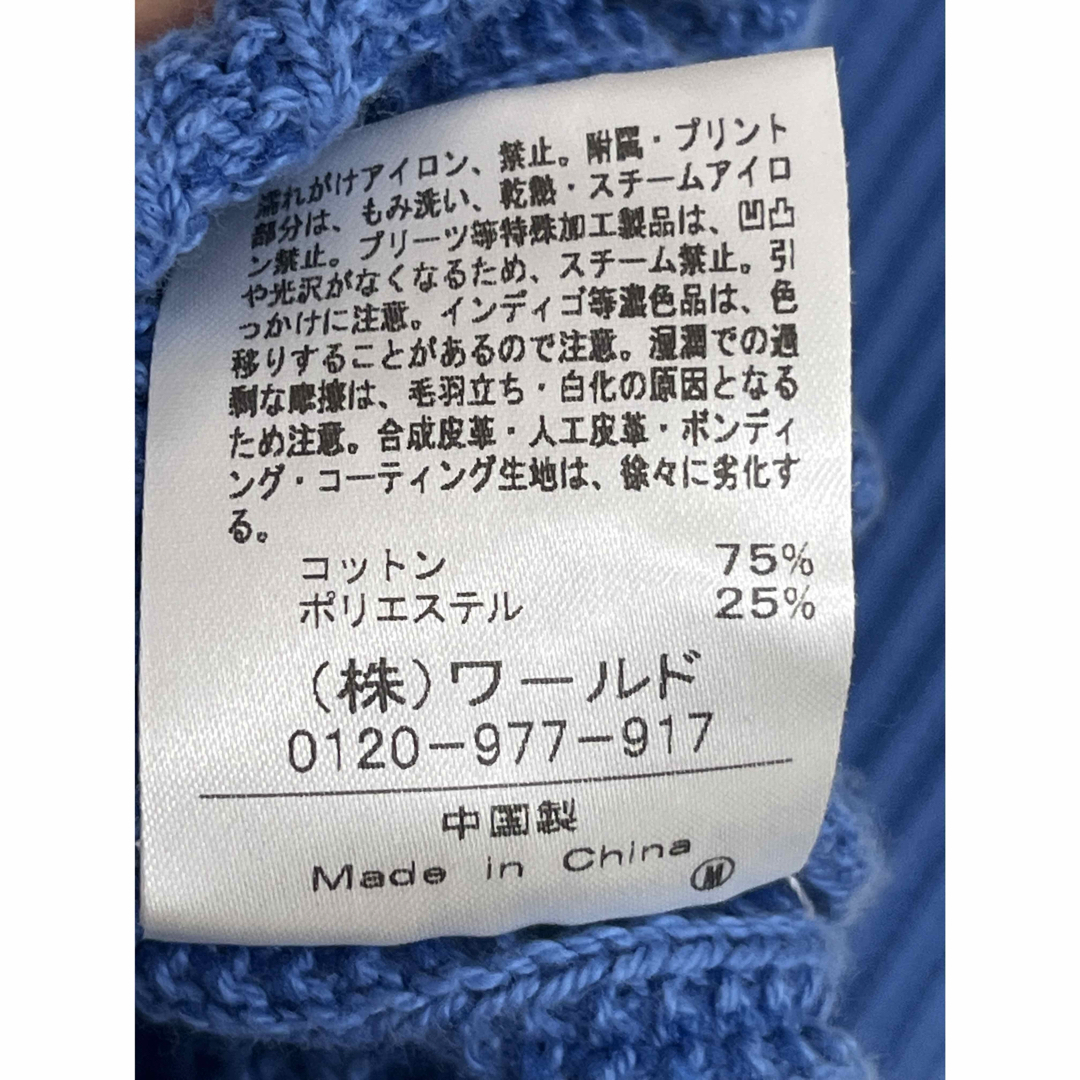 濡れがけアイロン、禁止。附属・プリント
部分は、もみ洗い、乾熱・スチームアイロ
ン禁止。プリーツ等特殊加工製品は、凹凸
や光沢がなくなるため、スチーム禁止。引
っかけに注意。インディゴ等濃色品は、色
移りすることがあるので注意。湿潤での過
剰な摩擦は、毛羽立ち・白化の原因となる
ため注意。合成皮革・人工皮革・ボンディ
ング・コーティング生地は、徐々に劣化す
る。
コットン 75%
ポリエステル 25%
(株)ワールド
0120-977-917
中国製
Made in China
M